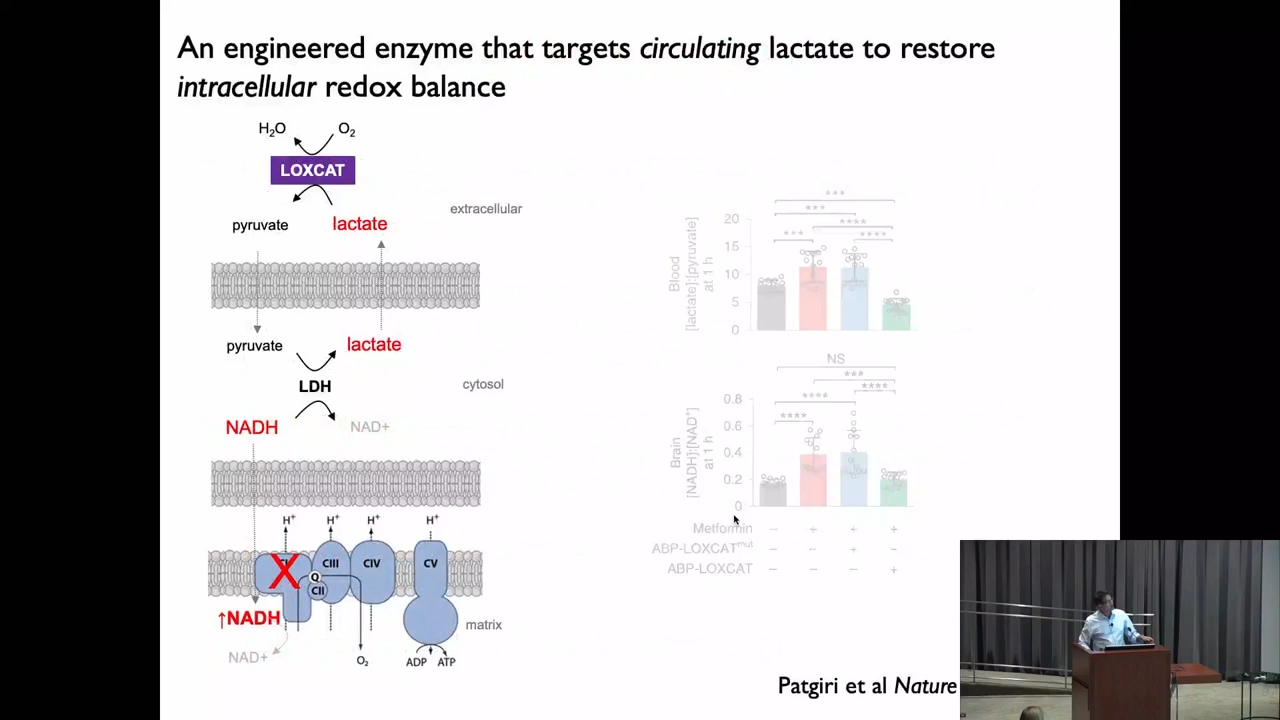 An engineered enzyme that targets circulating lactate to restore
intracellular redox balance
H2O
O2
LOXCAT
pyruvate
lactate
extracellular
pyruvate
lactate
LDH
cytosol
NADH
NAD+
H+
H+
H+
H+
CIII
CIV
CV
Q
CII
↑NADH
matrix
NAD+
O2
ADP
ATP
***
***
****
***
****
20
15
10
5
0
Blood
[lactate]:[pyruvate]
at 1 h
NS
***
****
****
****
0.8
0.6
0.4
0.2
0
Brain
[NADH]:[NAD+]
at 1 h
Metformin – + + +
ABP-LOXCATmut – – + –
ABP-LOXCAT – – – +
Patgiri et al Nature